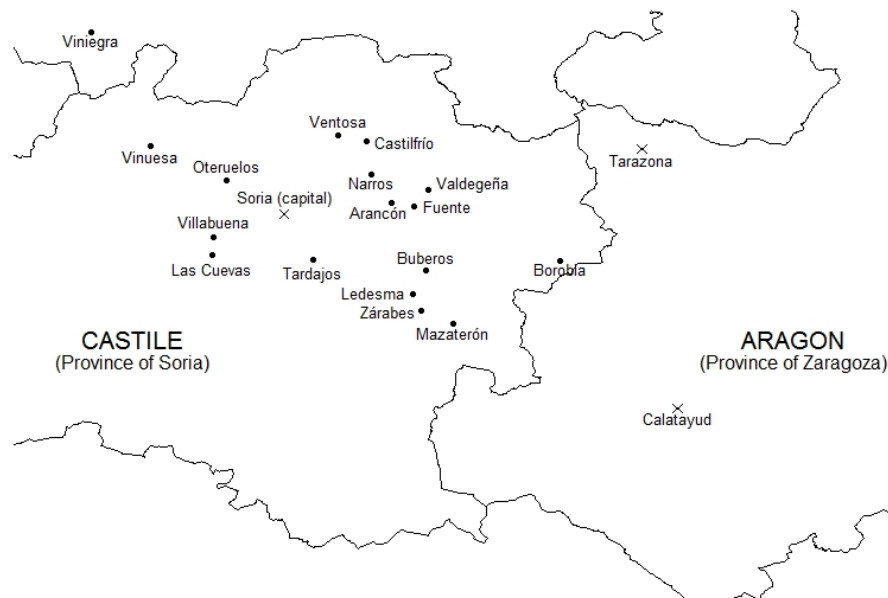 Viniegra
Ventosa
Castilfrío
Vinuesa
Tarazona
Oteruelos
Narros
Valdegeña
Soria (capital)
Arancón
Fuente
Villabuena
Buberos
Las Cuevas
Tardajos
Borobia
Ledesma
Zárabes
Mazaterón
CASTILE
(Province of Soria)
ARAGON
(Province of Zaragoza)
Calatayud